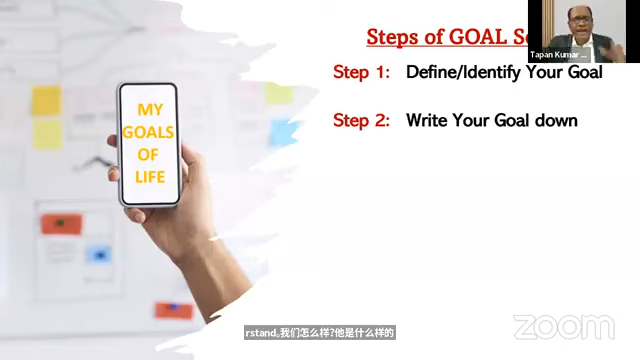 Steps of GOAL Se
Tapan Kumar ...
Step 1: Define/Identify Your Goal
Step 2: Write Your Goal down
MY
GOALS
OF
LIFE
rstand。我们怎么样?他是什么样的
zoom